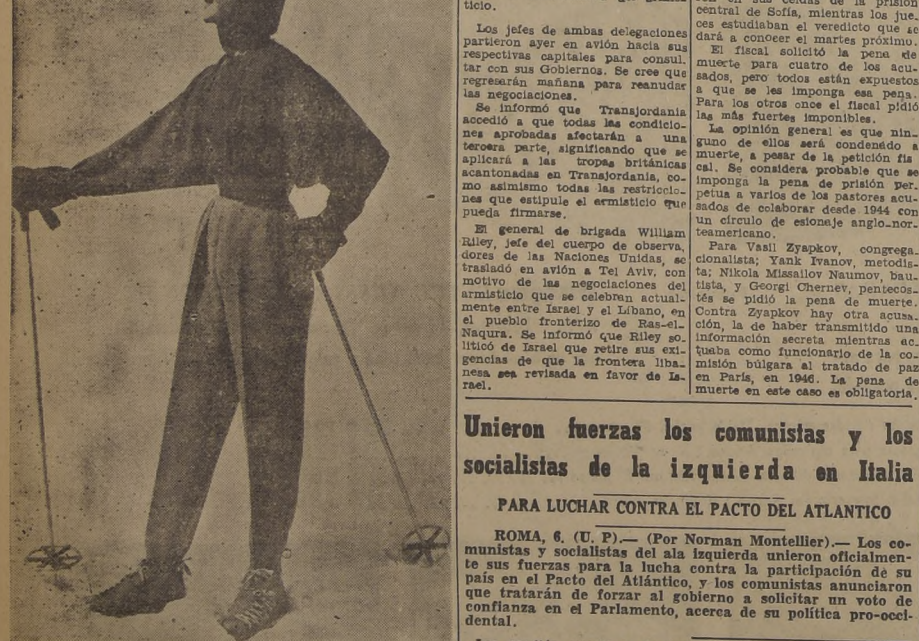 ticio.
Los jefes de ambas delegaciones
partieron ayer en avión hacia sus
respectivas capitales para consul.
tar con sus Gobiernos. Se cree que
regresarán mañana para reanudar
las negociaciones.
Se informó que Transjordania
accedió a que todas las condicio-
nes aprobadas afectarán a una
tercera parte, significando que se
aplicará a las tropas británicas
acantonadas en Transjordania, co-
mo asimismo todas las restriccio-
nes que estipule el armisticio que
pueda firmarse.
El general de brigada William
Riley, jefe del cuerpo de observa.
dores de las Naciones Unidas, se
trasladó en avión a Tel Aviv, con
motivo de las negociaciones del
armisticio que se celebran actual-
mente entre Israel y el Líbano, en
el pueblo fronterizo de Ras-el-
Naqura. Se informó que Riley so-
liticó de Israel que retire sus exi-
gencias de que la frontera liba-
nesa sea revisada en favor de Is-
rael.
central de Sofía, mientras los jue-
ces estudiaban el veredicto que se
dará a conocer el martes próximo.
El fiscal solicitó la pena de
muerte para cuatro de los acu-
sados, pero todos están expuestos
a que se les imponga esa pena.
Para los otros once el fiscal pidió
las más fuertes imponibles.
La opinión general es que nin-
guno de ellos será condenado a
muerte, a pesar de la petición fis
cal. Se considera probable que se
imponga la pena de prisión per.
petua a varios de los pastores acu-
sados de colaborar desde 1944 con
un círculo de esionaje anglo-nor-
teamericano.
Para Vasil Zyapkov, congrega
cionalista; Yank Ivanov, metodis-
ta; Nikola Missailov Naumov, bau-
tista, y Georgi Chernev, pentecos-
tés se pidió la pena de muerte.
Contra Zyapkov hay otra acusa-
ción, la de haber transmitido una
información secreta mientras ac-
tuaba como funcionario de la co-
misión búlgara al tratado de paz
en París, en 1946. La pena de
muerte en este caso es obligatoria.
Unieron fuerzas los comunistas y los
socialistas de la izquierda en Italia
PARA LUCHAR CONTRA EL PACTO DEL ATLANTICO
ROMA, 6. (U. P).— (Por Norman Montellier).— Los co-
munistas y socialistas del ala izquierda unieron oficialmen-
te sus fuerzas para la lucha contra la participación de su
país en el Pacto del Atlántico, y los comunistas anunciaron
que tratarán de forzar al gobierno a solicitar un voto de
confianza en el Parlamento, acerca de su política pro-occi-
dental.